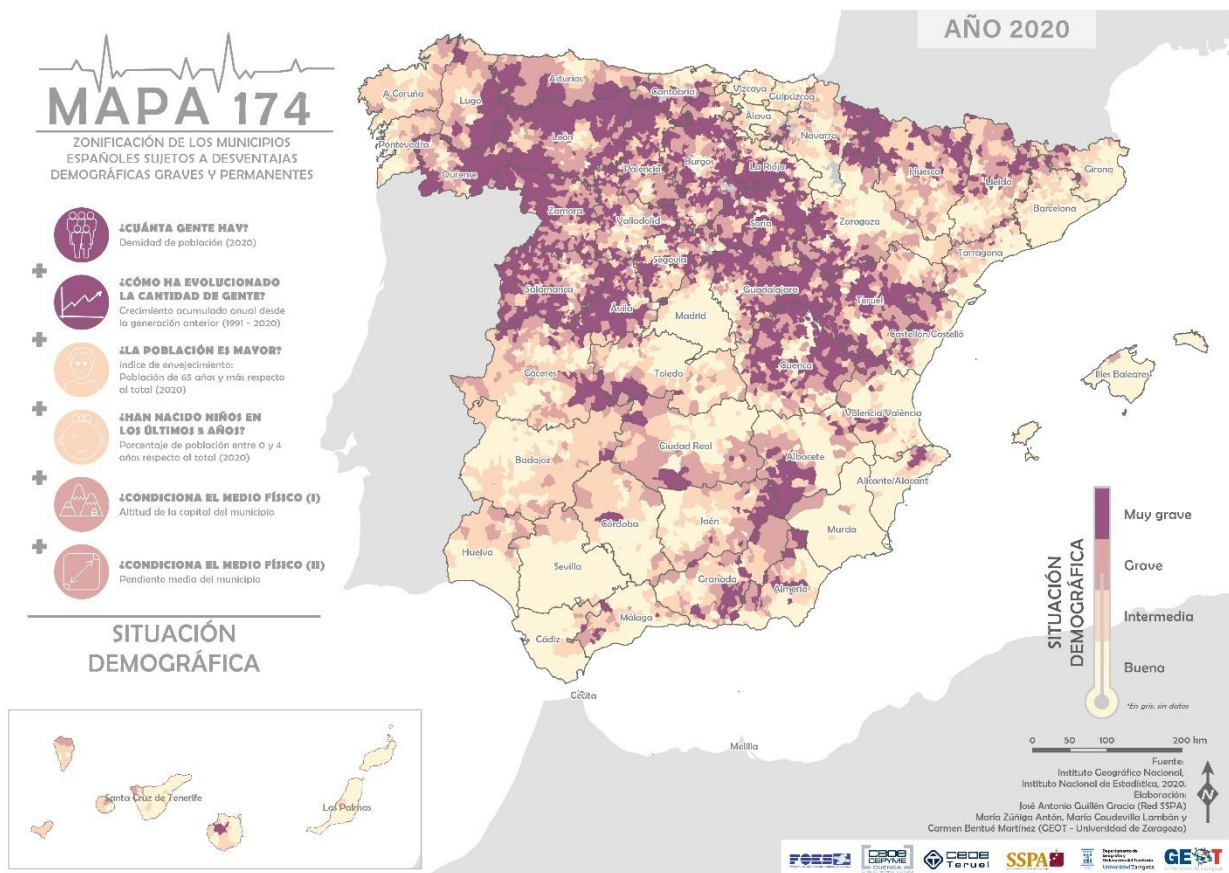 AÑO 2020
MAPA 174
ZONIFICACIÓN DE LOS MUNICIPIOS
ESPAÑOLES SUJETOS A DESVENTAJAS
DEMOGRÁFICAS GRAVES Y PERMANENTES
¿CUÁNTA GENTE HAY?
Densidad de población (2020)
+
¿CÓMO HA EVOLUCIONADO
LA CANTIDAD DE GENTE?
Crecimiento acumulado anual desde
la generación anterior (1991 - 2020)
+
¿LA POBLACIÓN ES MAYOR?
Índice de envejecimiento:
Población de 65 años y más respecto
al total (2020)
+
¿HAN NACIDO NIÑOS EN
LOS ÚLTIMOS 5 AÑOS?
Porcentaje de población entre 0 y 4
años respecto al total (2020)
+
¿CONDICIONA EL MEDIO FÍSICO (I)
Altitud de la capital del municipio
+
¿CONDICIONA EL MEDIO FÍSICO (II)
Pendiente media del municipio
SITUACIÓN
DEMOGRÁFICA
A Coruña
Lugo
Asturias
Cantabria
Vizcaya
Guipúzcoa
Álava
Navarra
Pontevedra
Ourense
León
Palencia
Burgos
La Rioja
Huesca
Lleida
Girona
Barcelona
Zamora
Valladolid
Soria
Zaragoza
Tarragona
Segovia
Salamanca
Ávila
Guadalajara
Teruel
Madrid
Castellón/Castelló
Cáceres
Toledo
Cuenca
Illes Baleares
Valencia/València
Ciudad Real
Badajoz
Albacete
Alicante/Alacant
Córdoba
Jaén
Murcia
Huelva
Sevilla
Granada
Almería
Málaga
Cádiz
Ceuta
Melilla
Santa Cruz de Tenerife
Las Palmas
SITUACIÓN
DEMOGRÁFICA
Muy grave
Grave
Intermedia
Buena
*En gris: sin datos
0 50 100 200 km
N
Fuente:
Instituto Geográfico Nacional,
Instituto Nacional de Estadística, 2020.
Elaboración:
José Antonio Guillén Gracia (Red SSPA)
María Zúñiga Antón, María Caudevilla Lambán y
Carmen Bentué Martínez (GEOT - Universidad de Zaragoza)
FOES
CEOE
CEPYME
CUENCA
CEOE
Teruel
SSPA
Universidad Zaragoza
GEOT